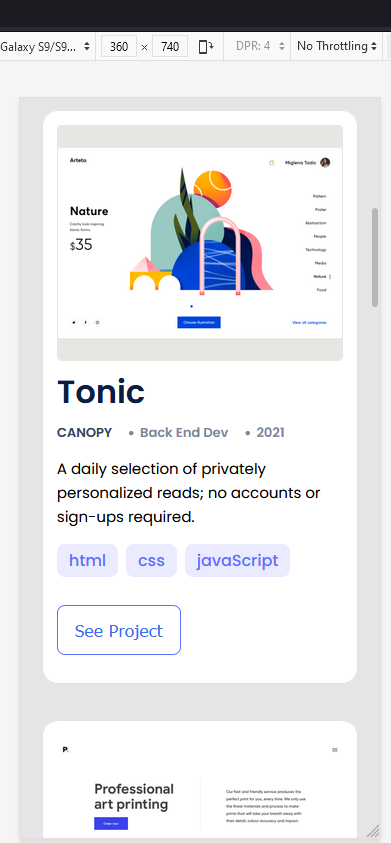 Galaxy S9/S9... 360 × 740 DPR: 4 No Throttling
Arteto Migleno Todic
Pattern
Poster
Nature
Abstraction
Catchy look inspiring
People
tonic forms
$35
Technology
Media
Nature
Food
Choose Illustration
View all categories
Tonic
CANOPY • Back End Dev • 2021
A daily selection of privately
personalized reads; no accounts or
sign-ups required.
html css javaScript
See Project
P.
Professional
art printing
Our fast and friendly service produces the
perfect print for you, every time. We only use
the finest materials and process to make
prints that will take your breath away with
their detail, colour accuracy and impact.
Order now